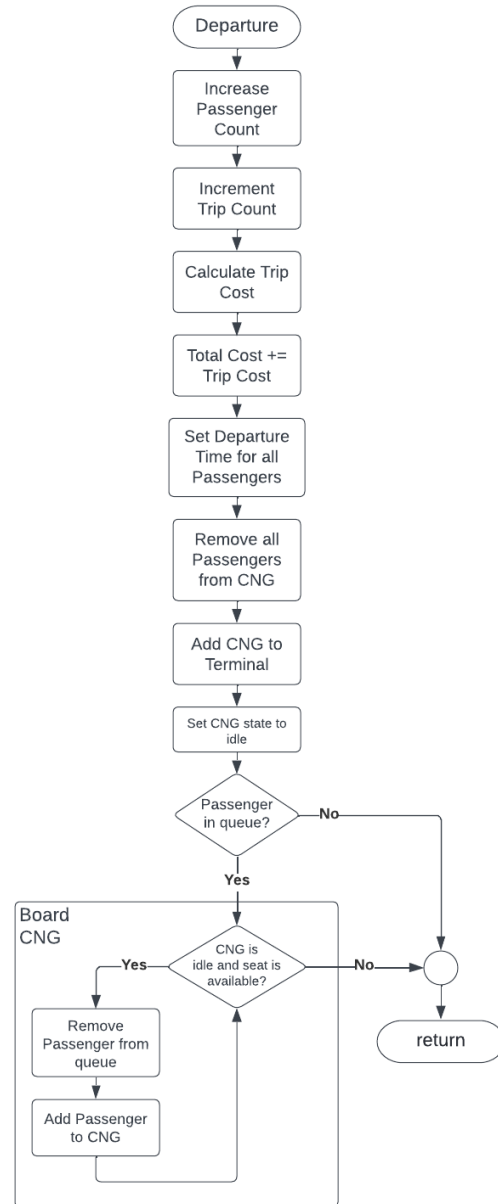 Departure
Increase
Passenger
Count
Increment
Trip Count
Calculate Trip
Cost
Total Cost +=
Trip Cost
Set Departure
Time for all
Passengers
Remove all
Passengers
from CNG
Add CNG to
Terminal
Set CNG state to
idle
Passenger
in queue?
No
Yes
Board
CNG
CNG is
idle and seat is
available?
Yes
No
Remove
Passenger from
queue
return
Add Passenger
to CNG